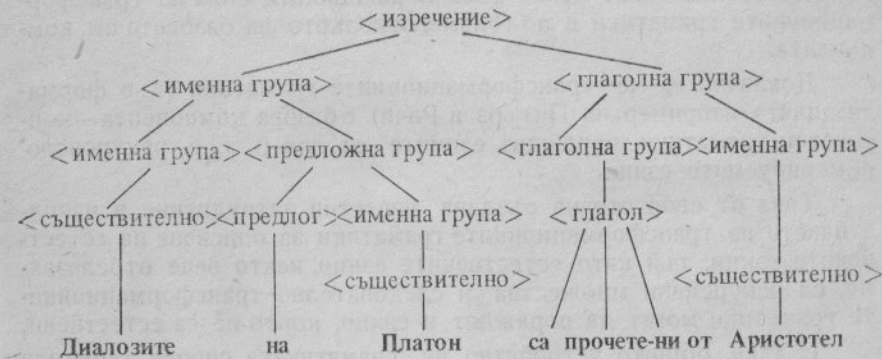 <изречение>
<именна група> <глаголна група>
<именна група> <предложна група> <глаголна група> <именна група>
<съществително> <предлог> <именна група> <глагол>
<съществително> <съществително>
Диалозите на Платон са прочете-ни от Аристотел